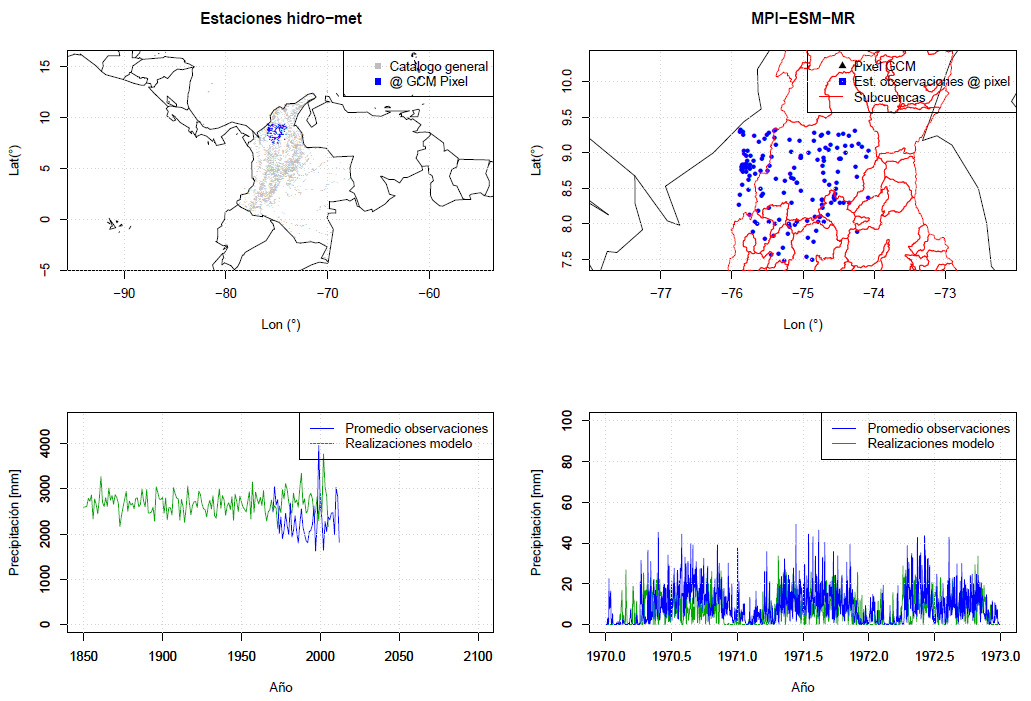 Estaciones hidro-met
Catálogo general
@ GCM Pixel
Lat(°)
15
10
5
0
−5
−90
−80
−70
−60
Lon (°)
MPI−ESM−MR
Pixel GCM
Est. observaciones @ pixel
Subcuencas
Lat(°)
10.0
9.5
9.0
8.5
8.0
7.5
−77
−76
−75
−74
−73
Lon (°)
Promedio observaciones
Realizaciones modelo
Precipitación [mm]
4000
3000
2000
1000
0
1850
1900
1950
2000
2050
2100
Año
Promedio observaciones
Realizaciones modelo
Precipitación [mm]
100
80
60
40
20
0
1970.0
1970.5
1971.0
1971.5
1972.0
1972.5
1973.0
Año